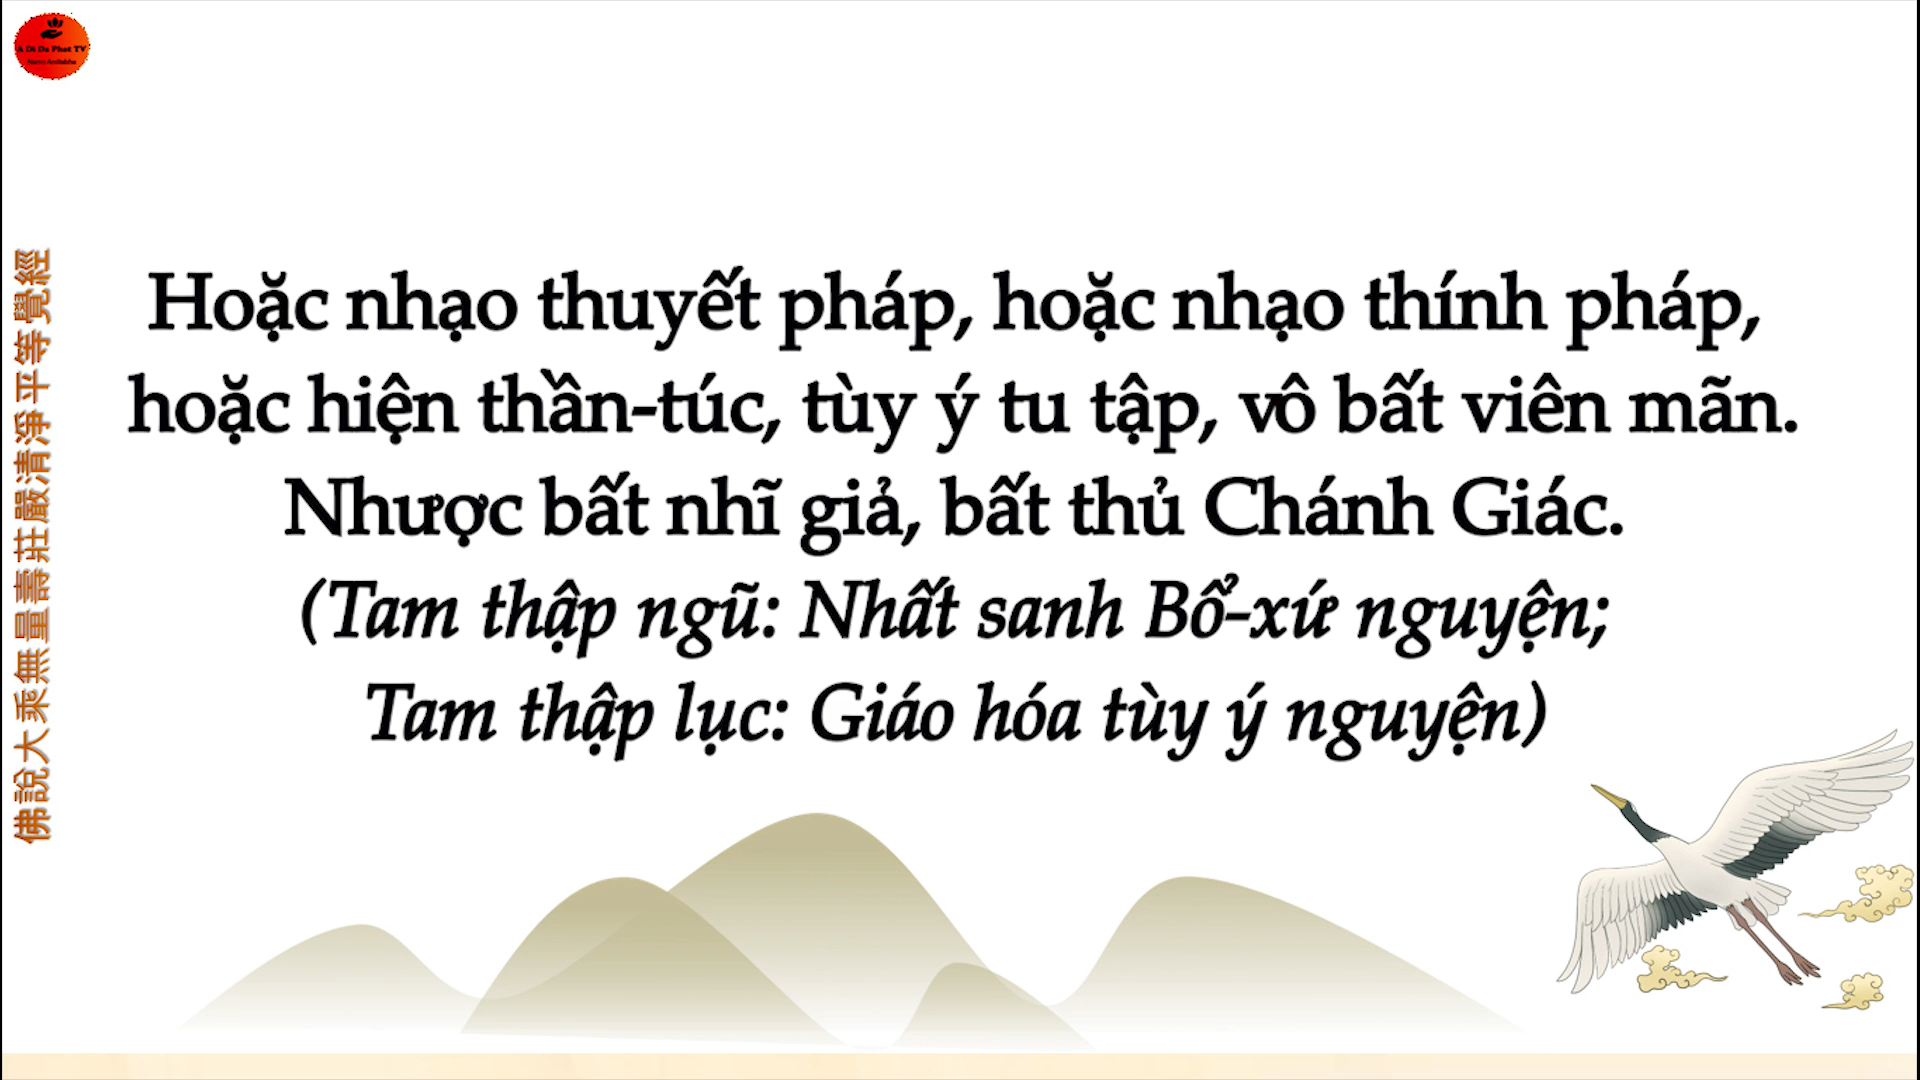 A Di Da Phat TV
佛說大乘無量壽莊嚴清淨平等覺經
Hoặc nhạo thuyết pháp, hoặc nhạo thính pháp,
hoặc hiện thần-túc, tùy ý tu tập, vô bất viên mãn.
Nhược bất nhĩ giả, bất thủ Chánh Giác.
(Tam thập ngũ: Nhất sanh Bổ-xứ nguyện;
Tam thập lục: Giáo hóa tùy ý nguyện)